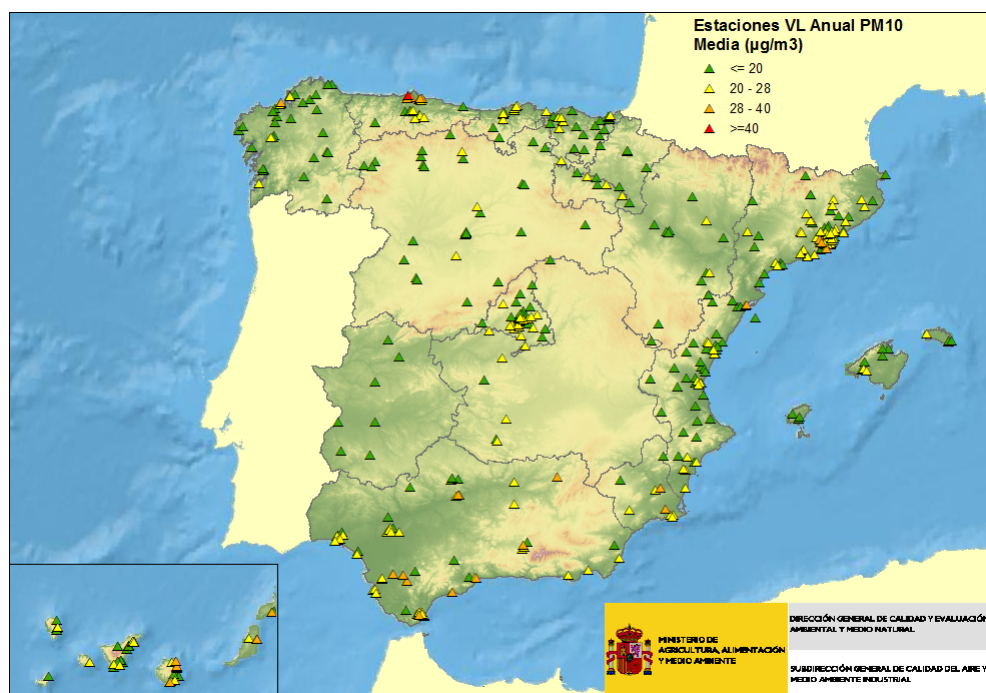 Estaciones VL Anual PM10
Media (µg/m3)
<= 20
20 - 28
28 - 40
>=40
MINISTERIO DE
AGRICULTURA, ALIMENTACIÓN
Y MEDIO AMBIENTE
DIRECCIÓN GENERAL DE CALIDAD Y EVALUACIÓN
AMBIENTAL Y MEDIO NATURAL
SUBDIRECCIÓN GENERAL DE CALIDAD DEL AIRE Y
MEDIO AMBIENTE INDUSTRIAL